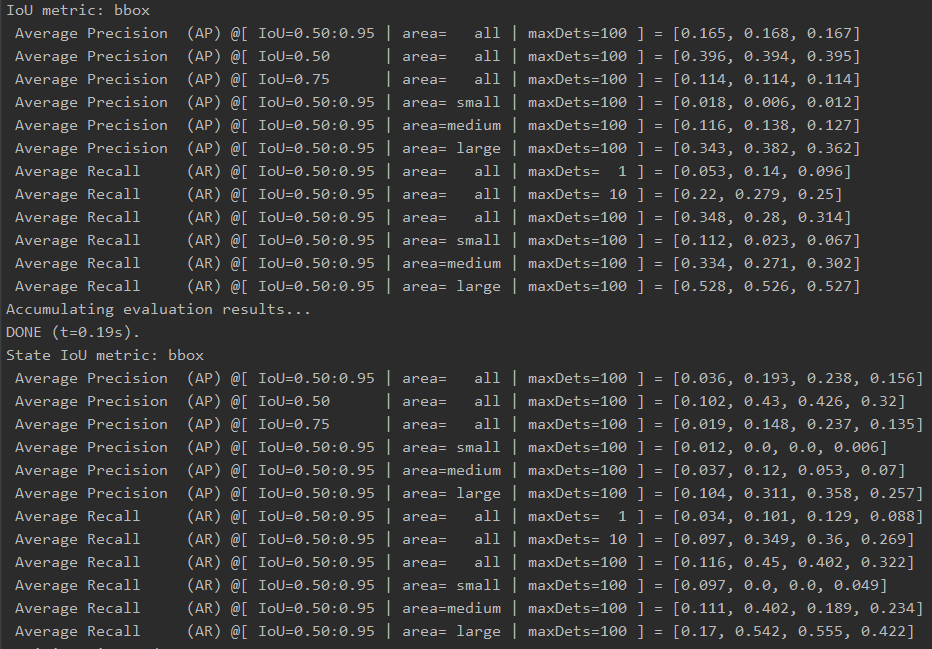 IoU metric: bbox
Average Precision  (AP) @[ IoU=0.50:0.95 | area=   all | maxDets=100 ] = [0.165, 0.168, 0.167]
Average Precision  (AP) @[ IoU=0.50      | area=   all | maxDets=100 ] = [0.396, 0.394, 0.395]
Average Precision  (AP) @[ IoU=0.75      | area=   all | maxDets=100 ] = [0.114, 0.114, 0.114]
Average Precision  (AP) @[ IoU=0.50:0.95 | area= small | maxDets=100 ] = [0.018, 0.006, 0.012]
Average Precision  (AP) @[ IoU=0.50:0.95 | area=medium | maxDets=100 ] = [0.116, 0.138, 0.127]
Average Precision  (AP) @[ IoU=0.50:0.95 | area= large | maxDets=100 ] = [0.343, 0.382, 0.362]
Average Recall     (AR) @[ IoU=0.50:0.95 | area=   all | maxDets=  1 ] = [0.053, 0.14, 0.096]
Average Recall     (AR) @[ IoU=0.50:0.95 | area=   all | maxDets= 10 ] = [0.22, 0.279, 0.25]
Average Recall     (AR) @[ IoU=0.50:0.95 | area=   all | maxDets=100 ] = [0.348, 0.28, 0.314]
Average Recall     (AR) @[ IoU=0.50:0.95 | area= small | maxDets=100 ] = [0.112, 0.023, 0.067]
Average Recall     (AR) @[ IoU=0.50:0.95 | area=medium | maxDets=100 ] = [0.334, 0.271, 0.302]
Average Recall     (AR) @[ IoU=0.50:0.95 | area= large | maxDets=100 ] = [0.528, 0.526, 0.527]
Accumulating evaluation results...
DONE (t=0.19s).
State IoU metric: bbox
Average Precision  (AP) @[ IoU=0.50:0.95 | area=   all | maxDets=100 ] = [0.036, 0.193, 0.238, 0.156]
Average Precision  (AP) @[ IoU=0.50      | area=   all | maxDets=100 ] = [0.102, 0.43, 0.426, 0.32]
Average Precision  (AP) @[ IoU=0.75      | area=   all | maxDets=100 ] = [0.019, 0.148, 0.237, 0.135]
Average Precision  (AP) @[ IoU=0.50:0.95 | area= small | maxDets=100 ] = [0.012, 0.0, 0.0, 0.006]
Average Precision  (AP) @[ IoU=0.50:0.95 | area=medium | maxDets=100 ] = [0.037, 0.12, 0.053, 0.07]
Average Precision  (AP) @[ IoU=0.50:0.95 | area= large | maxDets=100 ] = [0.104, 0.311, 0.358, 0.257]
Average Recall     (AR) @[ IoU=0.50:0.95 | area=   all | maxDets=  1 ] = [0.034, 0.101, 0.129, 0.088]
Average Recall     (AR) @[ IoU=0.50:0.95 | area=   all | maxDets= 10 ] = [0.097, 0.349, 0.36, 0.269]
Average Recall     (AR) @[ IoU=0.50:0.95 | area=   all | maxDets=100 ] = [0.116, 0.45, 0.402, 0.322]
Average Recall     (AR) @[ IoU=0.50:0.95 | area= small | maxDets=100 ] = [0.097, 0.0, 0.0, 0.049]
Average Recall     (AR) @[ IoU=0.50:0.95 | area=medium | maxDets=100 ] = [0.111, 0.402, 0.189, 0.234]
Average Recall     (AR) @[ IoU=0.50:0.95 | area= large | maxDets=100 ] = [0.17, 0.542, 0.555, 0.422]